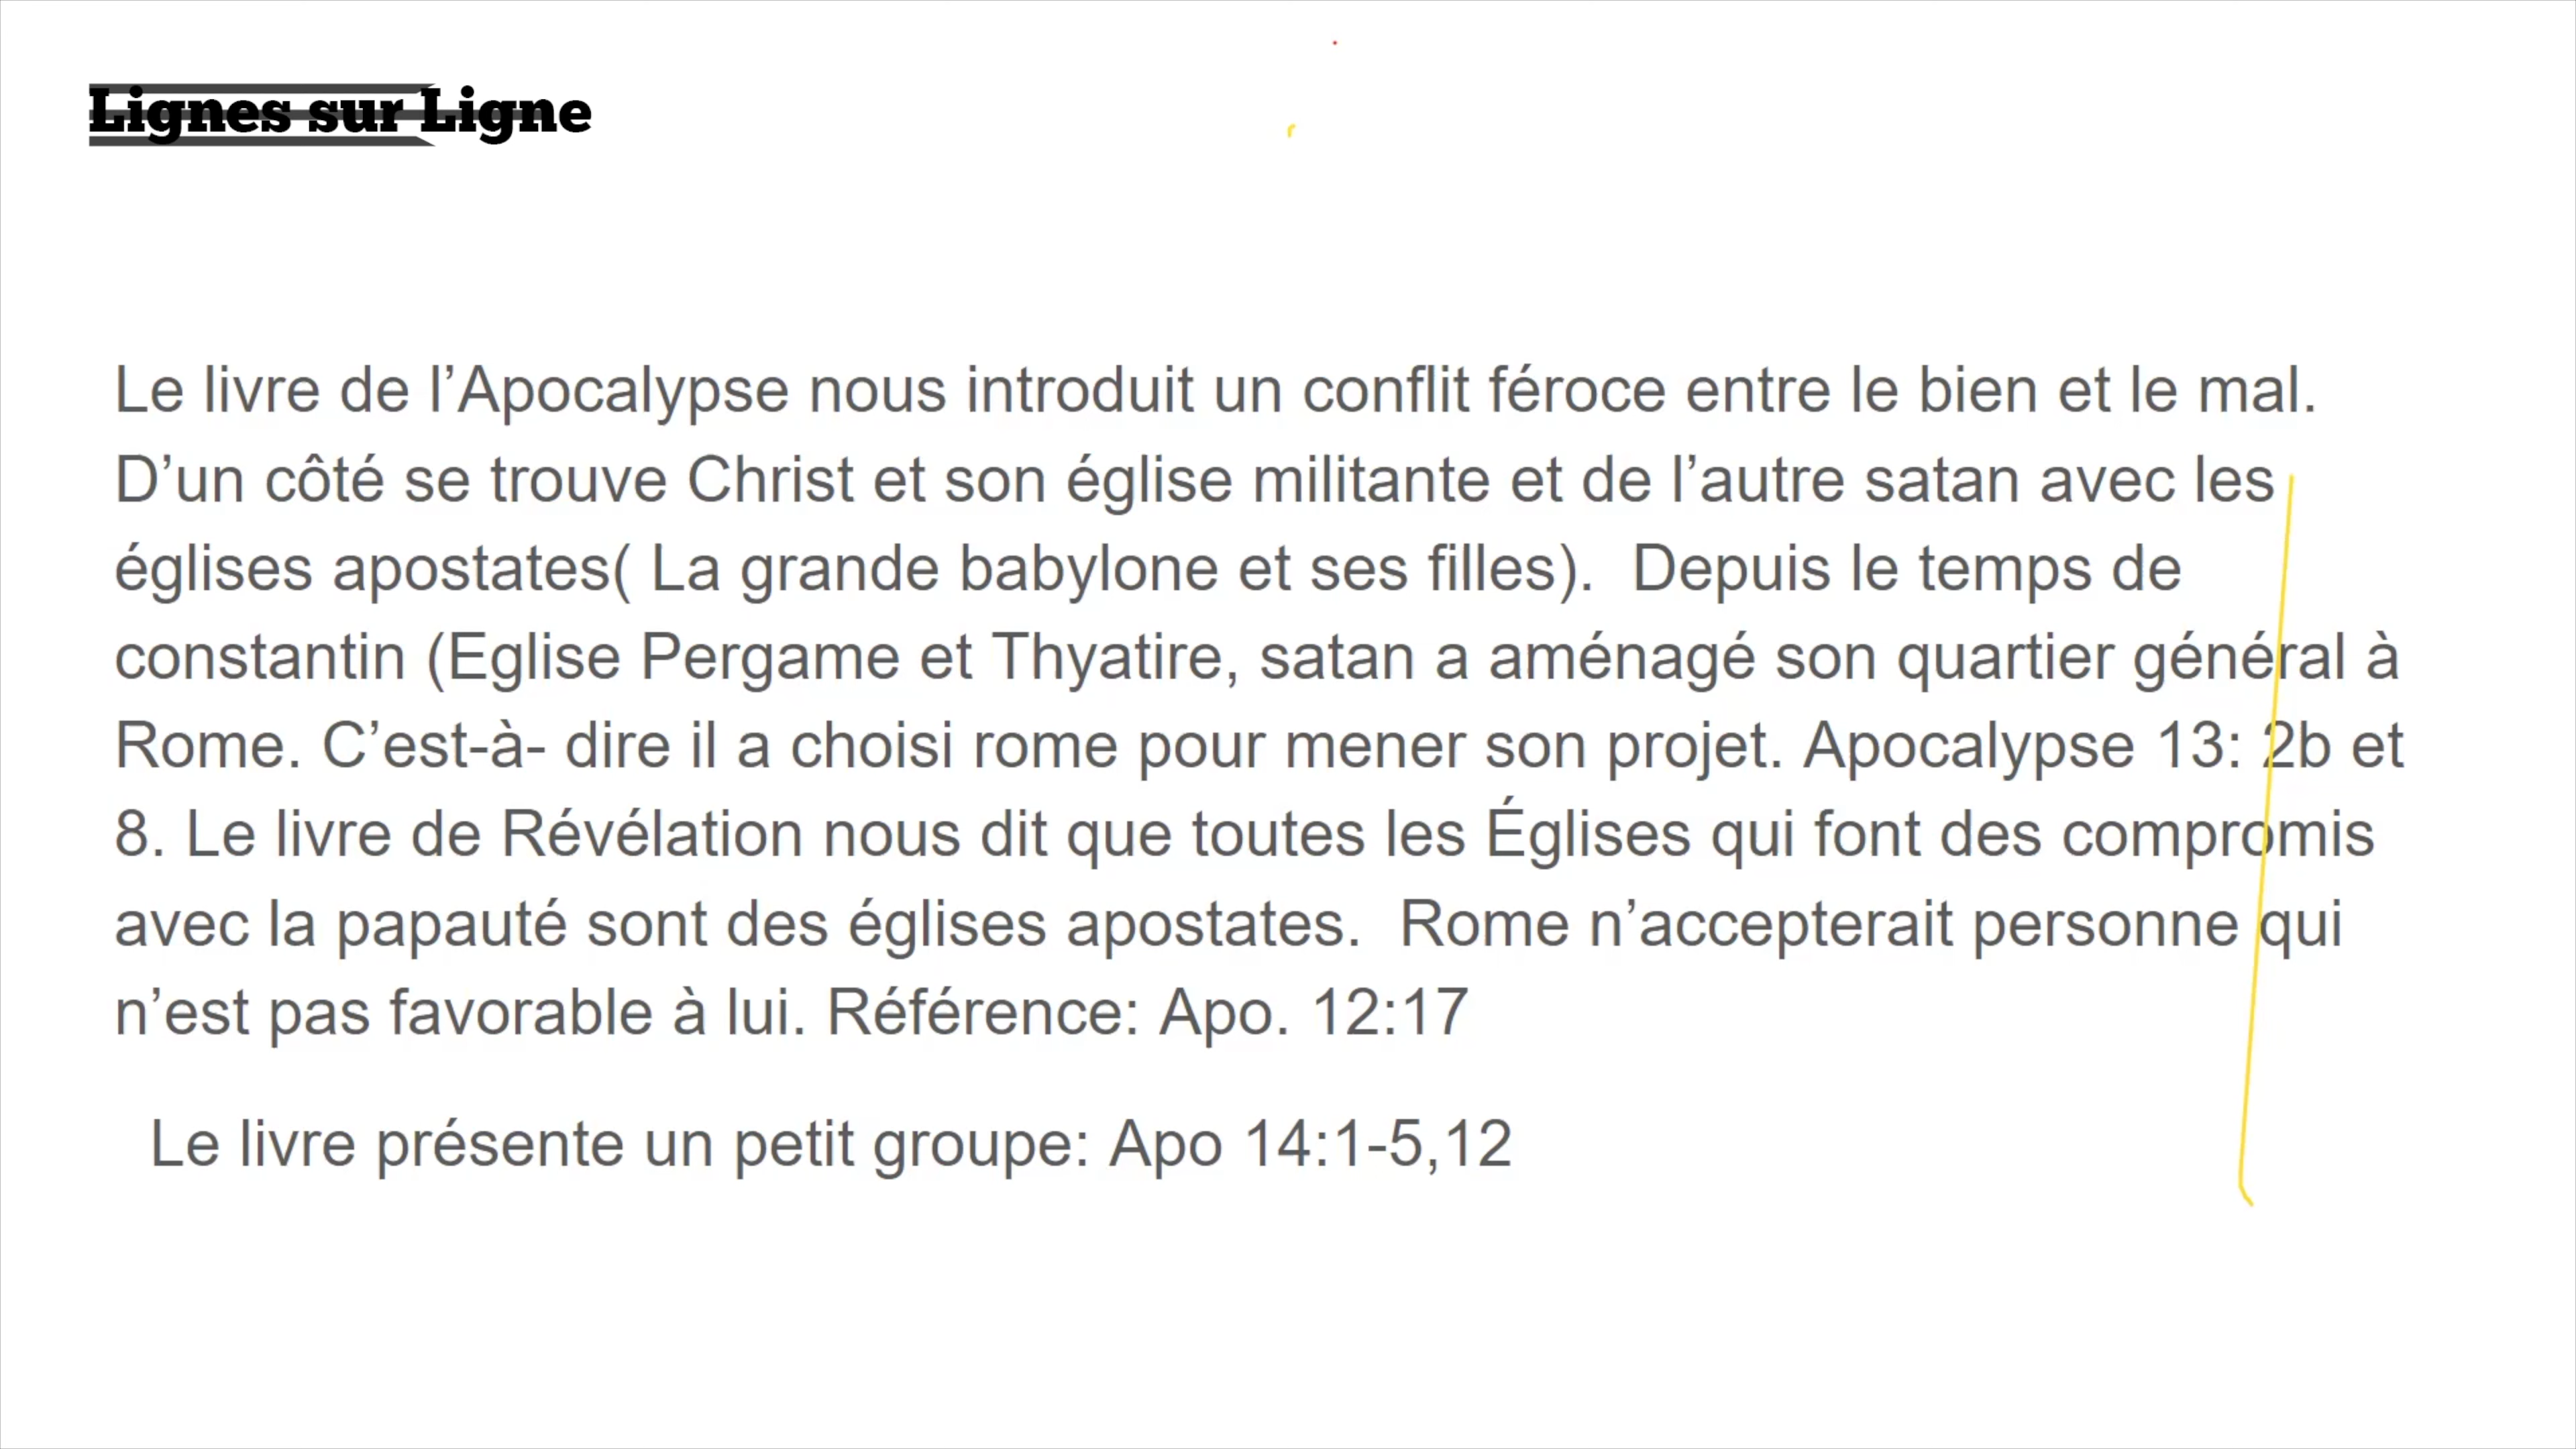 Lignes sur Ligne
Le livre de l’Apocalypse nous introduit un conflit féroce entre le bien et le mal.
D’un côté se trouve Christ et son église militante et de l’autre satan avec les
églises apostates( La grande babylone et ses filles).  Depuis le temps de
constantin (Eglise Pergame et Thyatire, satan a aménagé son quartier général à
Rome. C’est-à- dire il a choisi rome pour mener son projet. Apocalypse 13: 2b et
8. Le livre de Révélation nous dit que toutes les Églises qui font des compromis
avec la papauté sont des églises apostates.  Rome n’accepterait personne qui
n’est pas favorable à lui. Référence: Apo. 12:17
Le livre présente un petit groupe: Apo 14:1-5,12